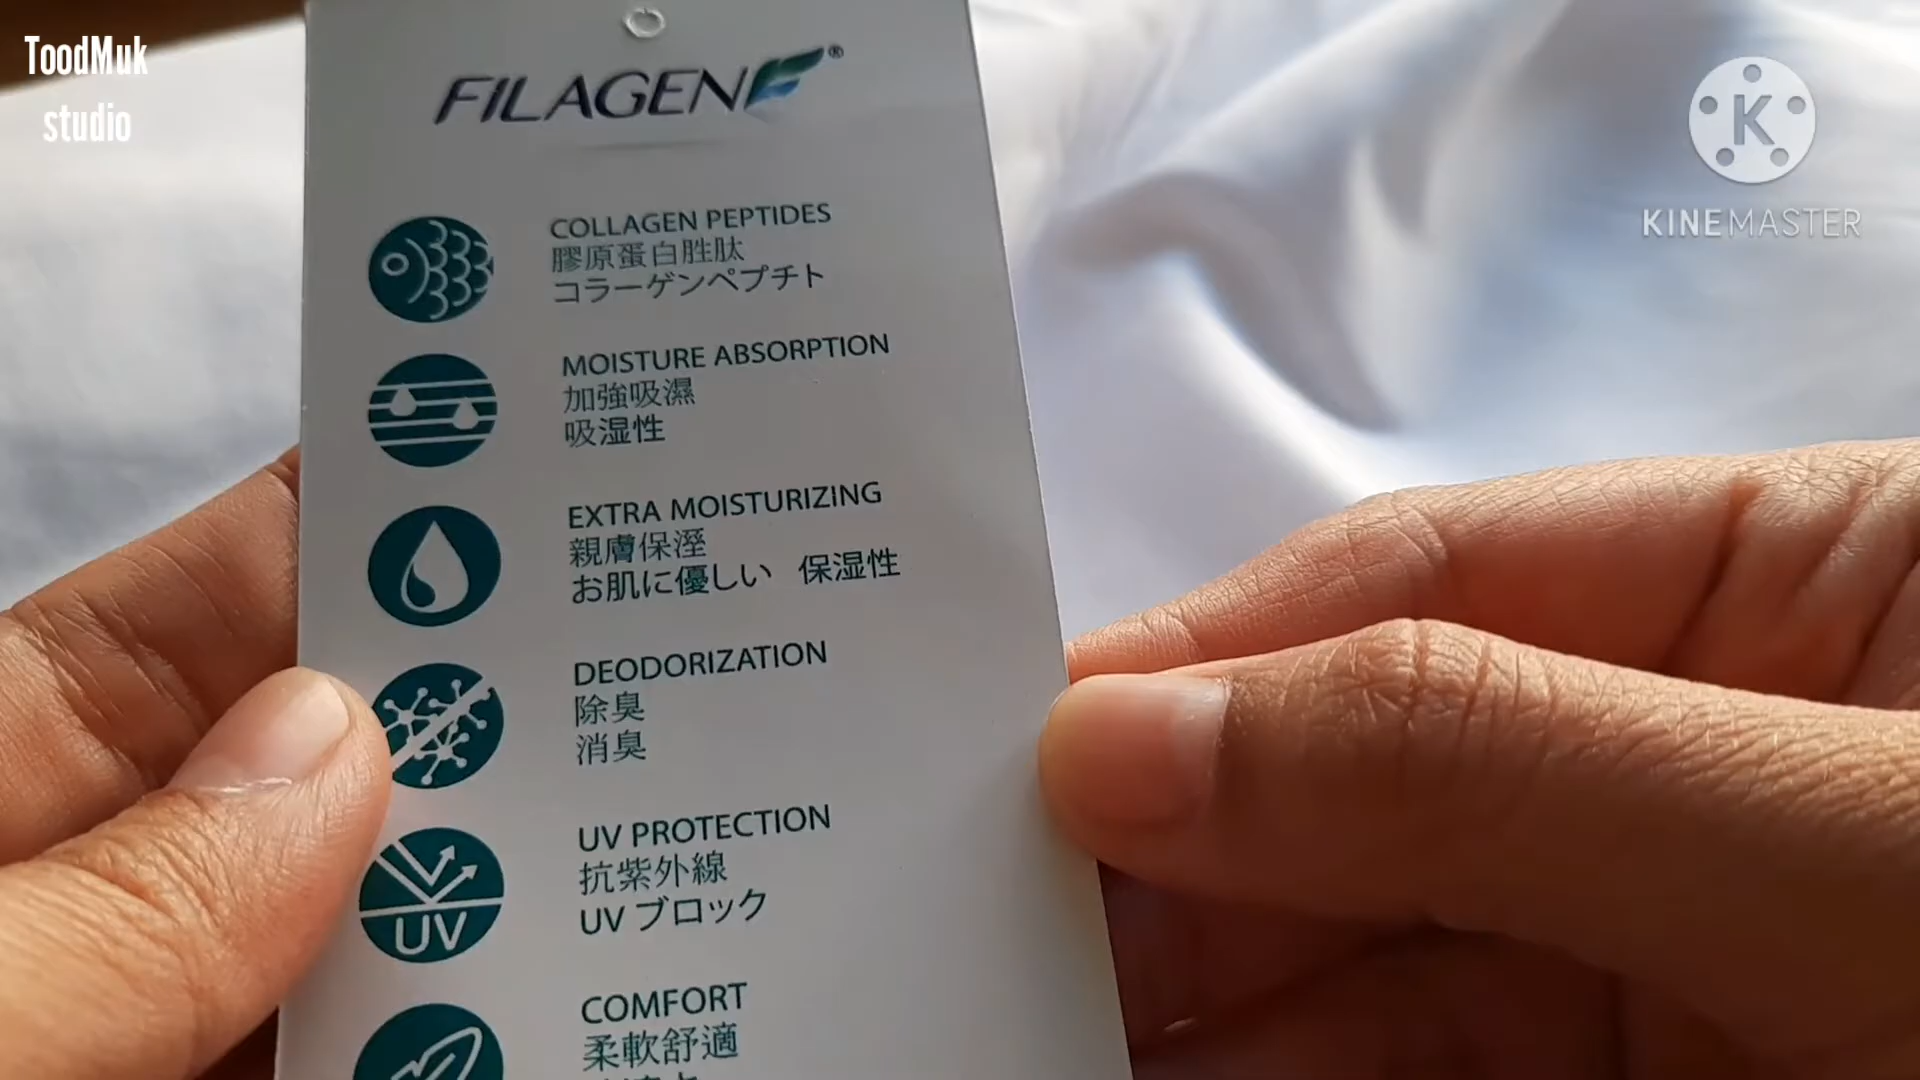 ToodMuk
studio
FILAGEN®
COLLAGEN PEPTIDES
膠原蛋白胜肽
コラーゲンペプチト
MOISTURE ABSORPTION
加強吸濕
吸湿性
EXTRA MOISTURIZING
親膚保溼
お肌に優しい 保湿性
DEODORIZATION
除臭
消臭
UV PROTECTION
抗紫外線
UV ブロック
UV
COMFORT
柔軟舒適
K
KINEMASTER